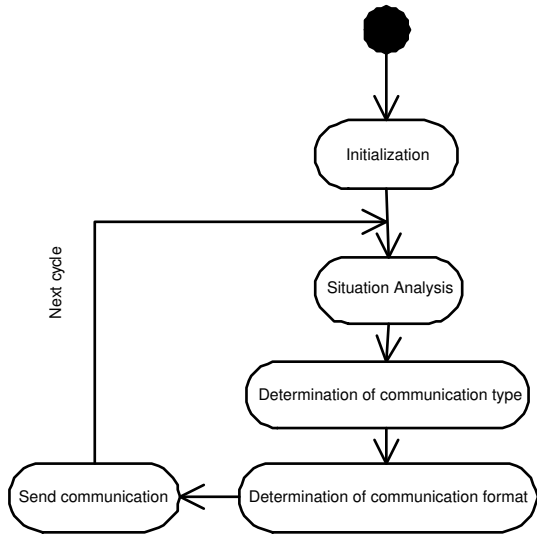 Initialization
Next cycle
Situation Analysis
Determination of communication type
Send communication
Determination of communication format